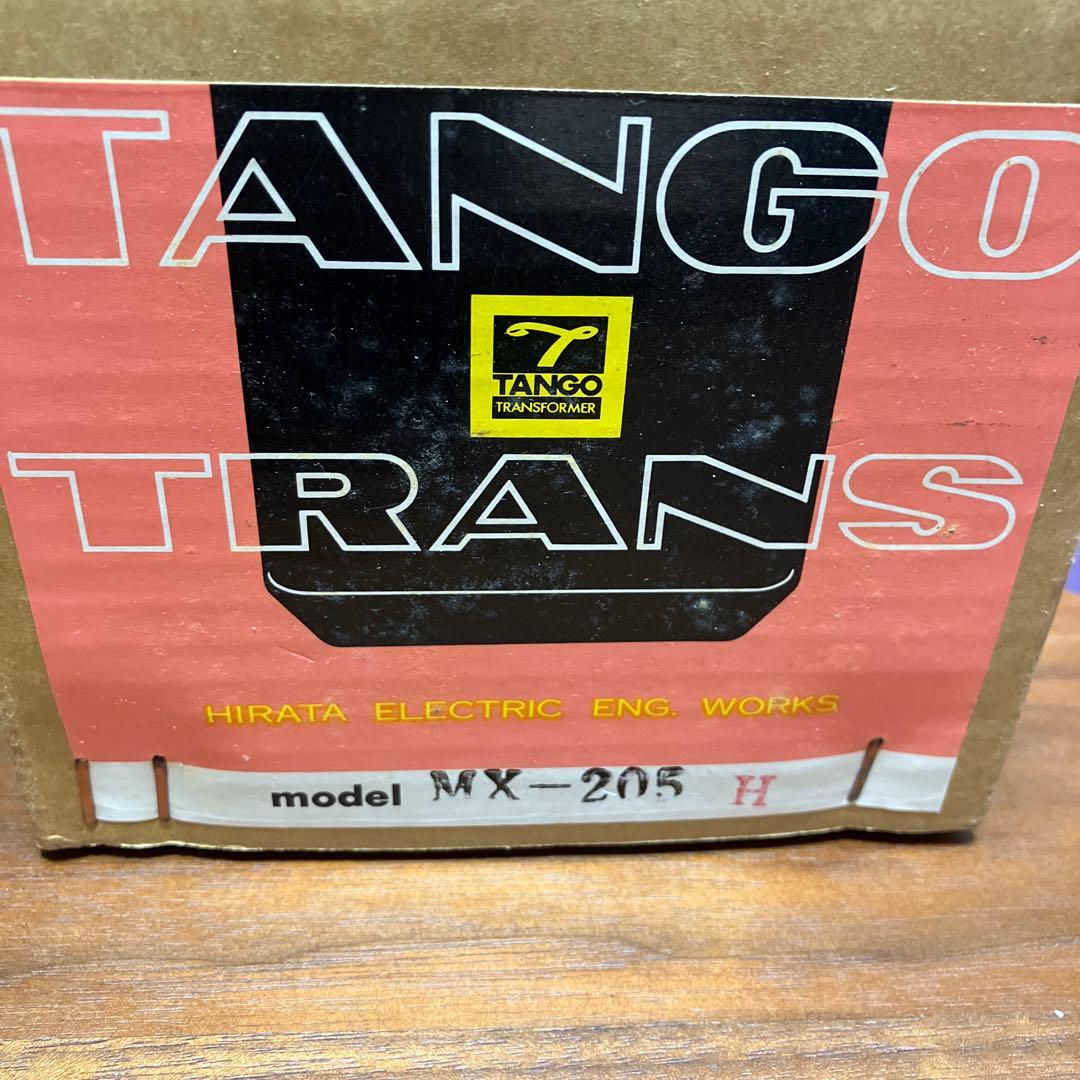 TANGO
TANGO
TRANSFORMER
TRANS
HIRATA ELECTRIC ENG. WORKS
model MX-205 H